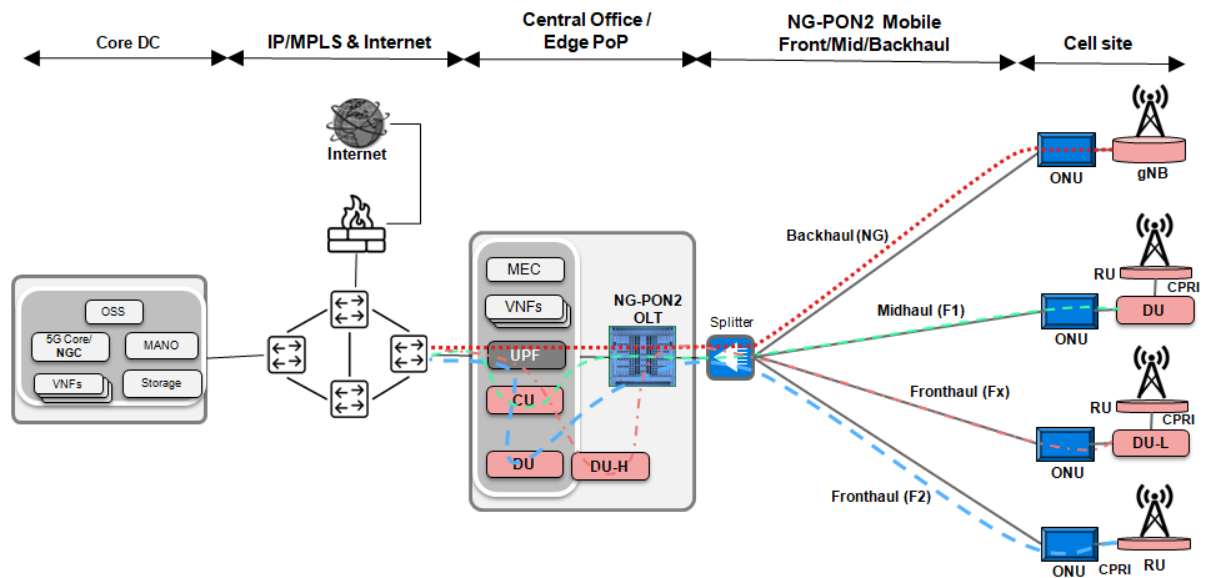 Core DC
IP/MPLS & Internet
Central Office /
Edge PoP
NG-PON2 Mobile
Front/Mid/Backhaul
Cell site
Internet
ONU
gNB
Backhaul (NG)
MEC
VNFs
UPF
CU
DU
DU-H
NG-PON2
OLT
Splitter
OSS
5G Core/
NGC
MANO
VNFs
Storage
Midhaul (F1)
RU
CPRI
DU
ONU
Fronthaul (Fx)
RU
CPRI
DU-L
ONU
Fronthaul (F2)
ONU
CPRI
RU